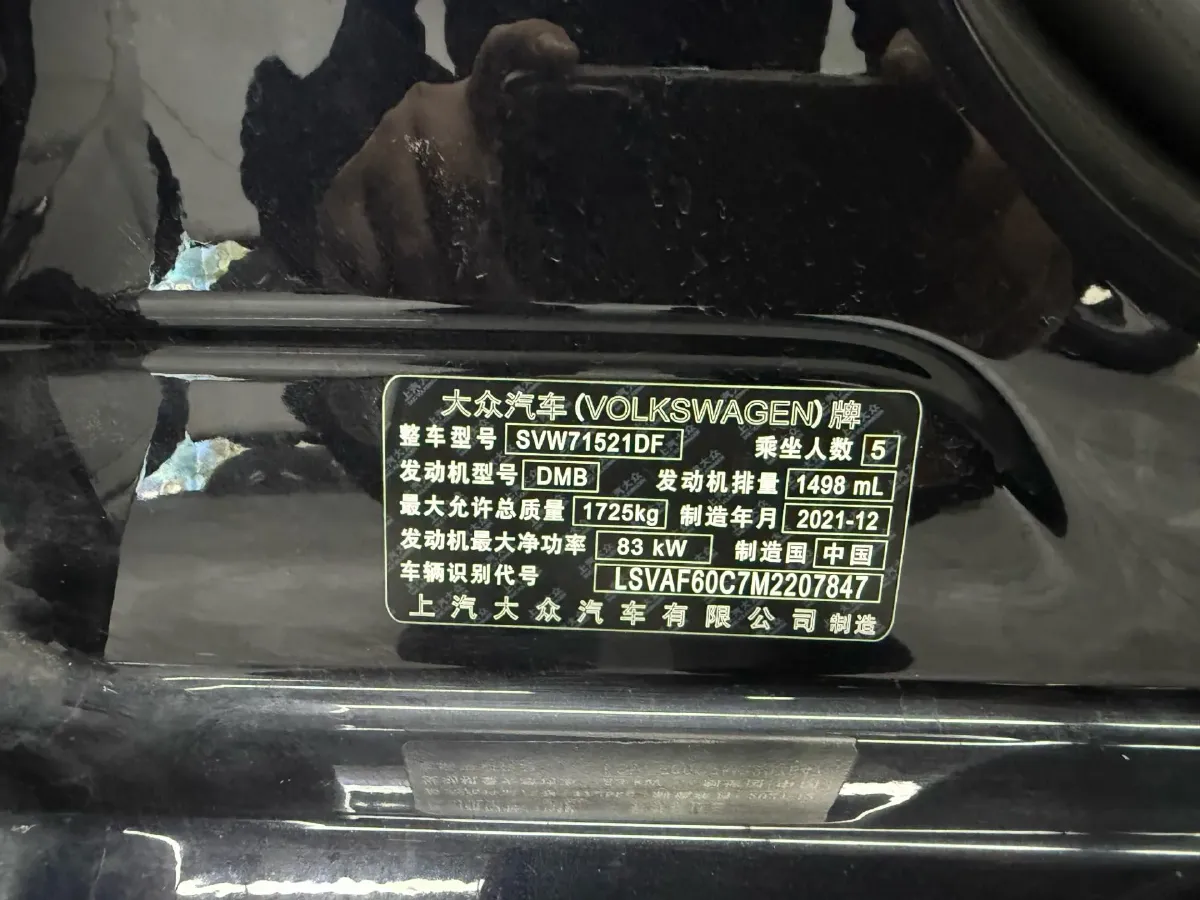 大众汽车(VOLKSWAGEN)牌
整车型号 SVW71521DF 乘坐人数 5
发动机型号 DMB 发动机排量 1498 mL
最大允许总质量 1725kg 制造年月 2021-12
发动机最大净功率 83 kW 制造国 中国
车辆识别代号 LSVAF60C7M2207847
上汽大众汽车有限公司 制造